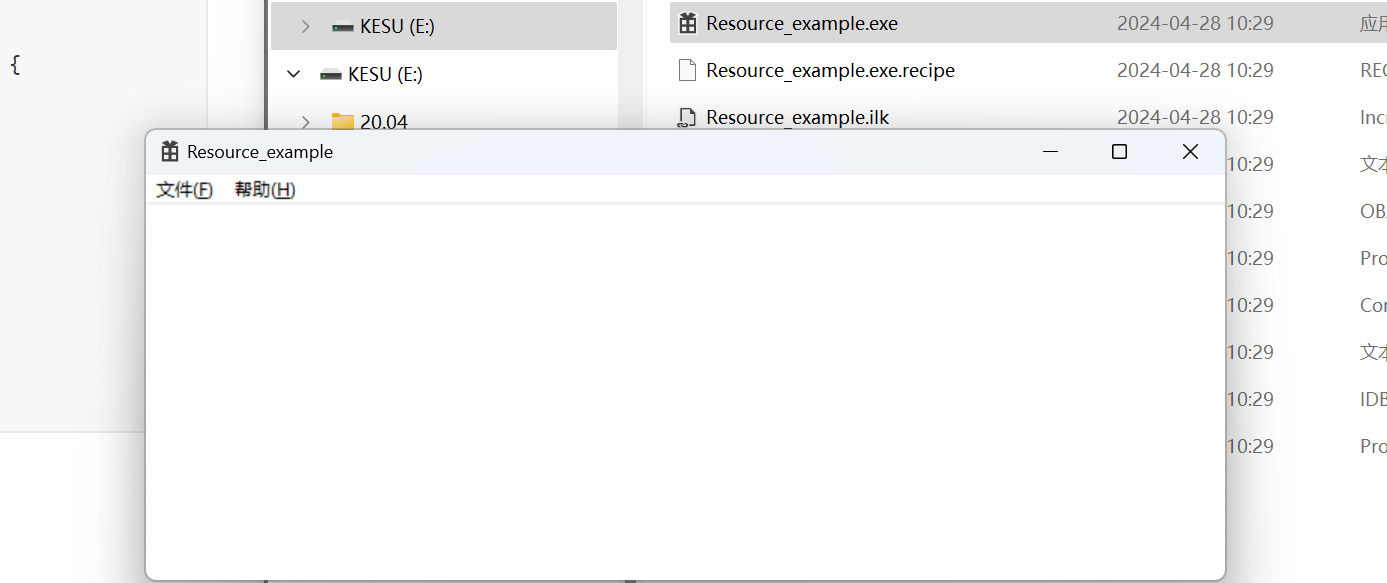 {
KESU (E:)
KESU (E:)
20.04
Resource_example.exe 2024-04-28 10:29 应用
Resource_example.exe.recipe 2024-04-28 10:29 REC
Resource_example.ilk 2024-04-28 10:29 Incr
Resource_example
文件(F) 帮助(H)
10:29 文本
10:29 OBJ
10:29 Pro
10:29 Con
10:29 文本
10:29 IDB
10:29 Pro